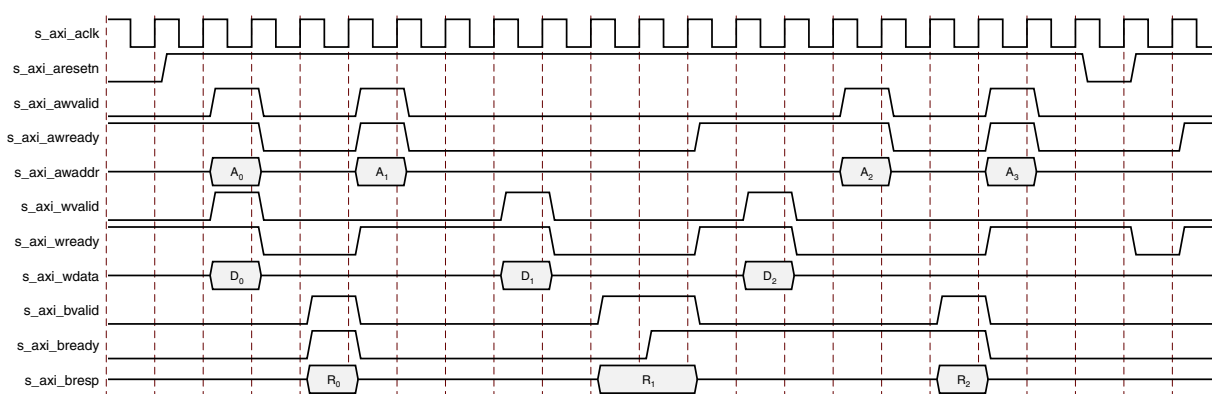 s_axi_aclk
s_axi_aresetn
s_axi_awvalid
s_axi_awready
s_axi_awaddr A₀ A₁ A₂ A₃
s_axi_wvalid
s_axi_wready
s_axi_wdata D₀ D₁ D₂
s_axi_bvalid
s_axi_bready
s_axi_bresp R₀ R₁ R₂